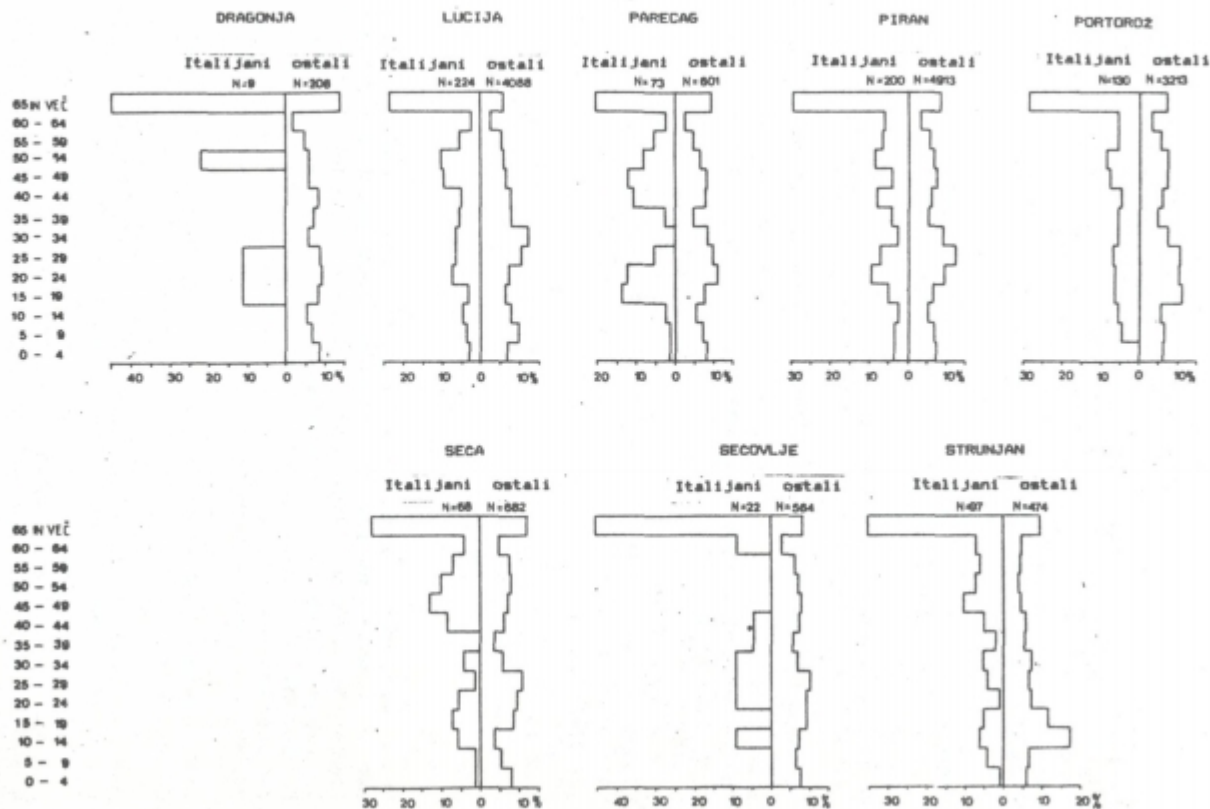 DRAGONJA LUCIJA PARECAG PIRAN PORTOROŽ
Italijani ostali Italijani ostali Italijani ostali Italijani ostali Italijani ostali
N=9 N=208 N=224 N=4088 N=73 N=601 N=200 N=4913 N=130 N=3213
65 IN VEČ
60 - 64
55 - 59
50 - 54
45 - 49
40 - 44
35 - 39
30 - 34
25 - 29
20 - 24
15 - 19
10 - 14
5 - 9
0 - 4
40 30 20 10 0 10% 20 10 0 10% 20 10 0 10% 30 20 10 0 10% 30 20 10 0 10%
SECA SECOVLJE STRUNJAN
Italijani ostali Italijani ostali Italijani ostali
N=68 N=682 N=22 N=564 N=97 N=474
65 IN VEČ
60 - 64
55 - 59
50 - 54
45 - 49
40 - 44
35 - 39
30 - 34
25 - 29
20 - 24
15 - 19
10 - 14
5 - 9
0 - 4
30 20 10 0 10% 40 30 20 10 0 10% 30 20 10 0 10 20%